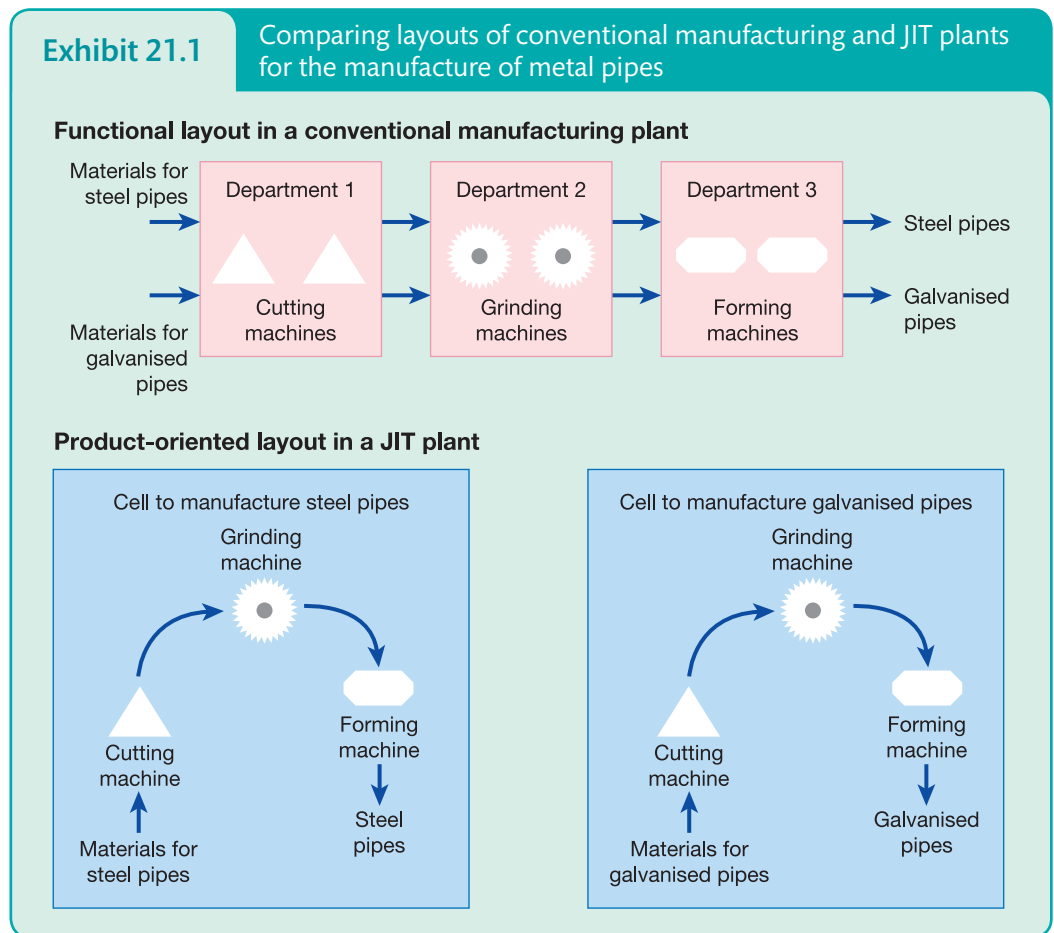 Exhibit 21.1
Comparing layouts of conventional manufacturing and JIT plants
for the manufacture of metal pipes
Functional layout in a conventional manufacturing plant
Materials for
steel pipes
Materials for
galvanised
pipes
Department 1
Cutting
machines
Department 2
Grinding
machines
Department 3
Forming
machines
Steel pipes
Galvanised
pipes
Product-oriented layout in a JIT plant
Cell to manufacture steel pipes
Grinding
machine
Cutting
machine
Forming
machine
Materials for
steel pipes
Steel
pipes
Cell to manufacture galvanised pipes
Grinding
machine
Cutting
machine
Forming
machine
Materials for
galvanised pipes
Galvanised
pipes